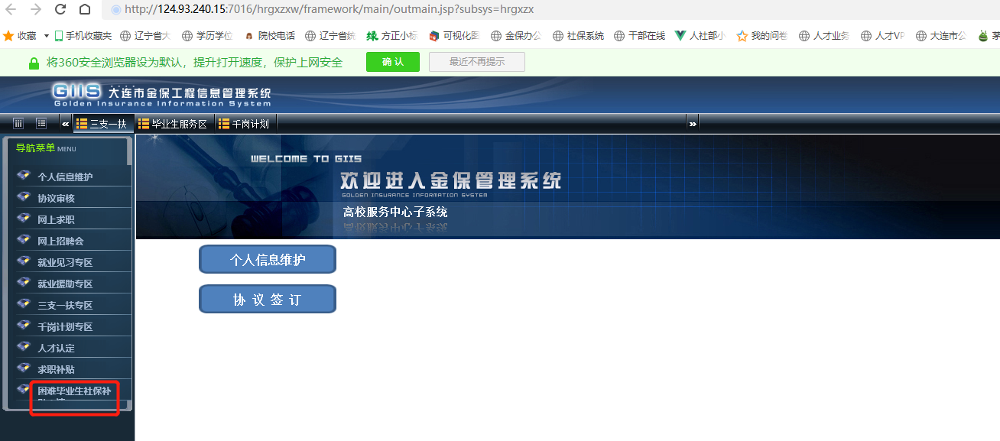 http://124.93.240.15:7016/hrgxzxw/framework/main/outmain.jsp?subsys=hrgxzx
收藏 手机收藏夹 辽宁省大 学历学位 院校电话 辽宁省统 方正小标 可视化图 金保办公 社保系统 干部在线 人社部小 我的问卷 人才业务 人才VP 大连市公 茅
将360安全浏览器设为默认，提升打开速度，保护上网安全 确 认 最近不再提示
GIIS 大连市金保工程信息管理系统
Golden Insurance Information System
« 三支一扶 毕业生服务区 千岗计划 »
导航菜单 MENU
个人信息维护
协议审核
网上求职
网上招聘会
就业见习专区
就业援助专区
三支一扶专区
千岗计划专区
人才认定
求职补贴
困难毕业生社保补
WELCOME TO GIIS
欢迎进入金保管理系统
GOLDEN INSURANCE INFORMATION SYSTEM
高校服务中心子系统
个人信息维护
协 议 签 订